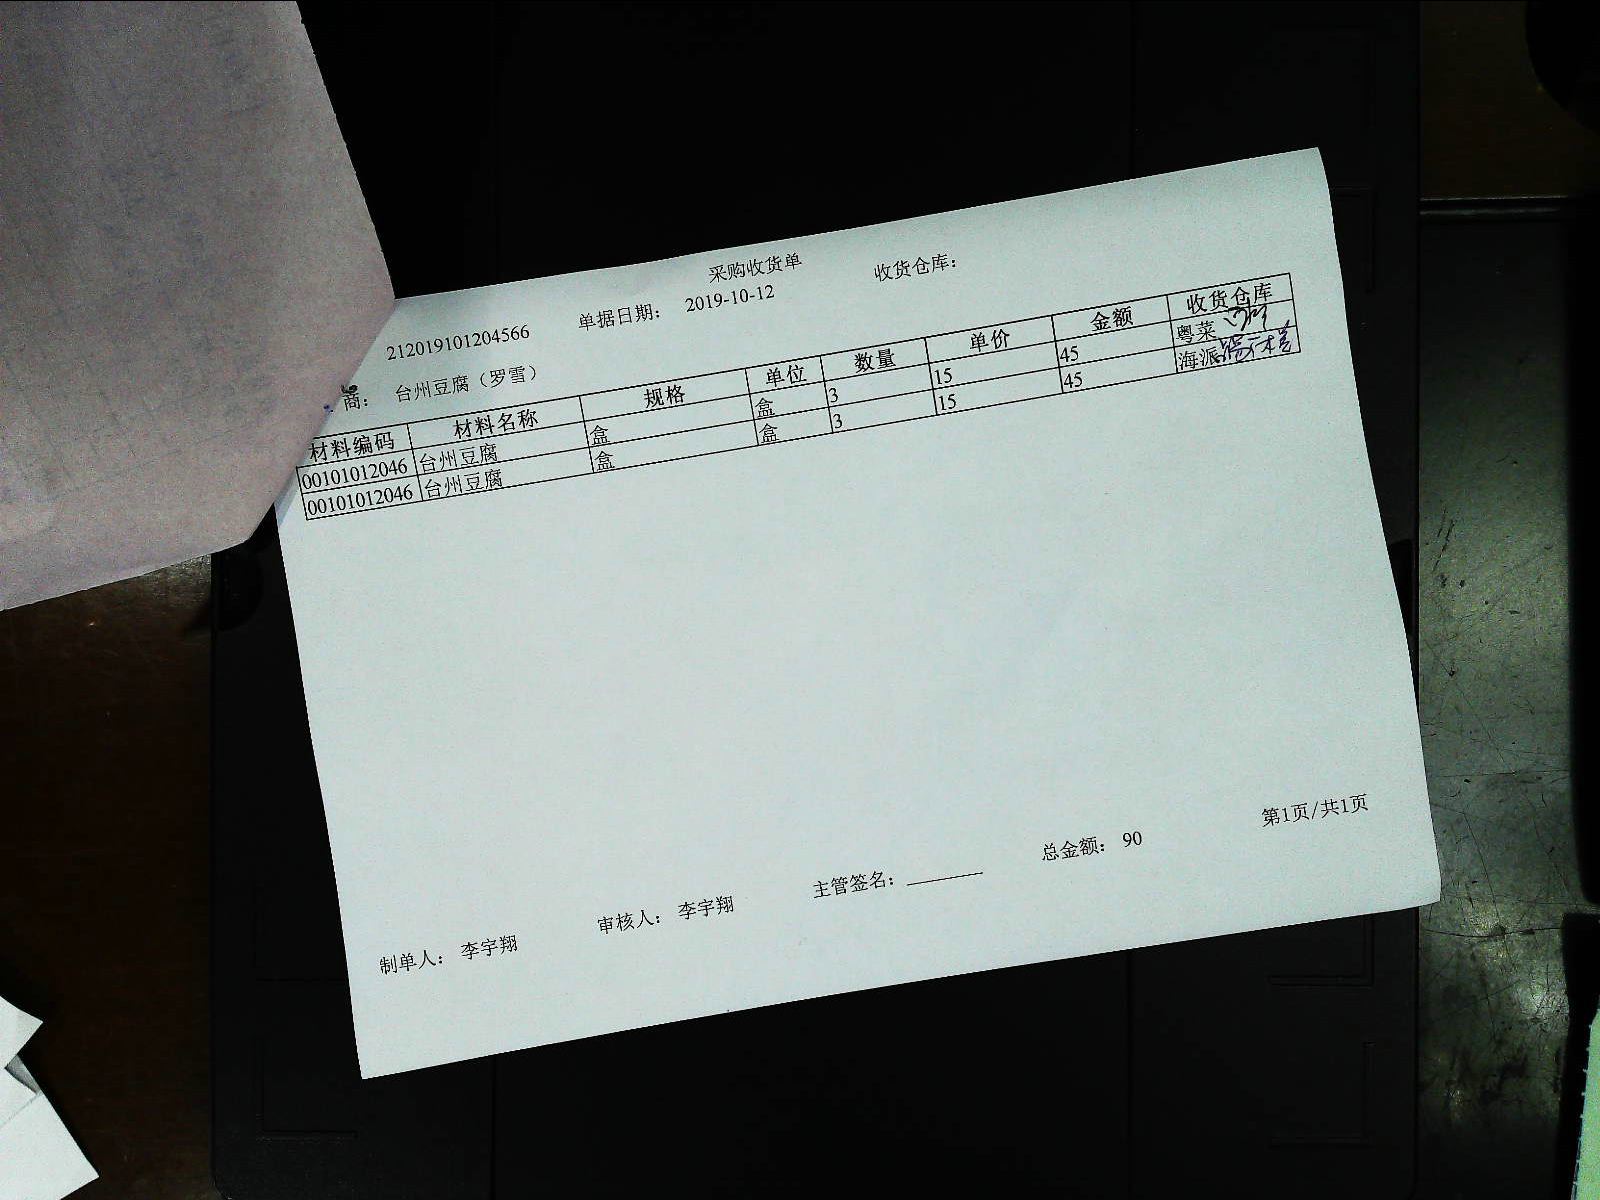 采购收货单
212019101204566 单据日期： 2019-10-12 收货仓库：
商： 台州豆腐（罗雪）
材料编码 材料名称 规格 单位 数量 单价 金额 收货仓库
00101012046 台州豆腐 盒 盒 3 15 45 粤菜
00101012046 台州豆腐 盒 盒 3 15 45 海派
制单人： 李宇翔 审核人： 李宇翔 主管签名： 总金额： 90 第1页/共1页